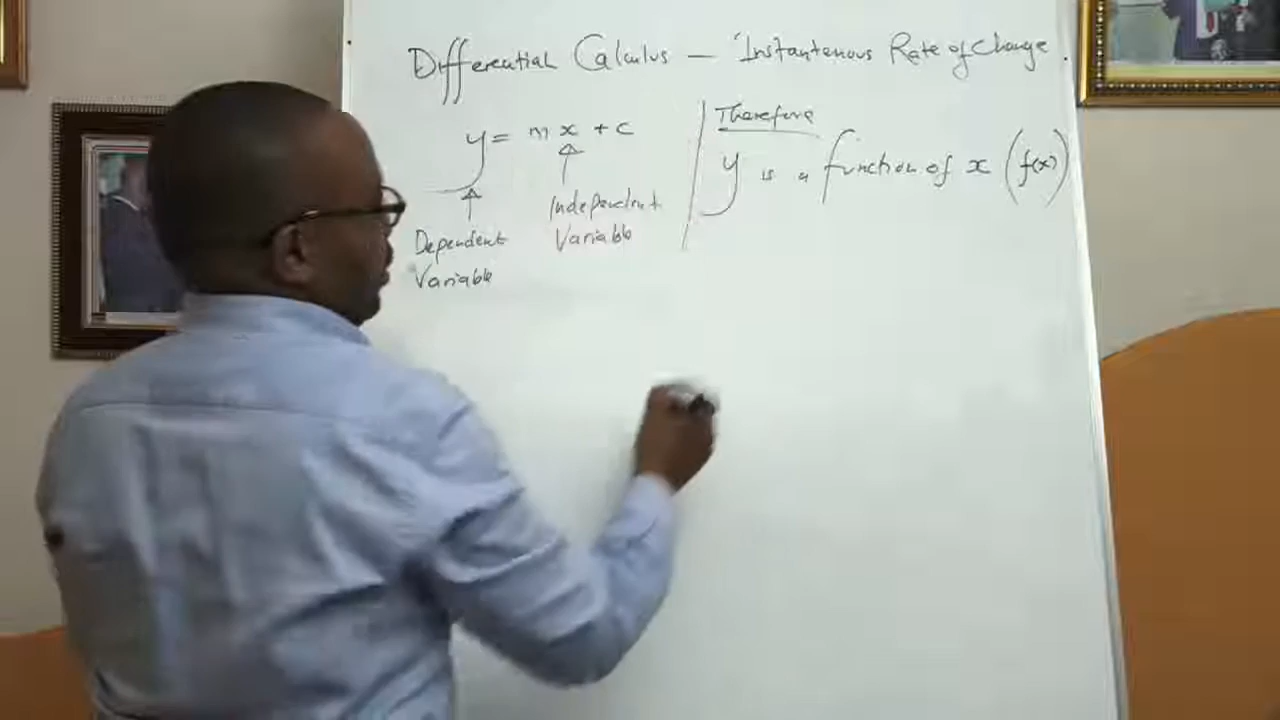 Differential Calculus — Instantenous Rate of Change.
y = mx + c
Dependent
Variable
Independent
Variable
Therefore
y is a function of x (f(x))